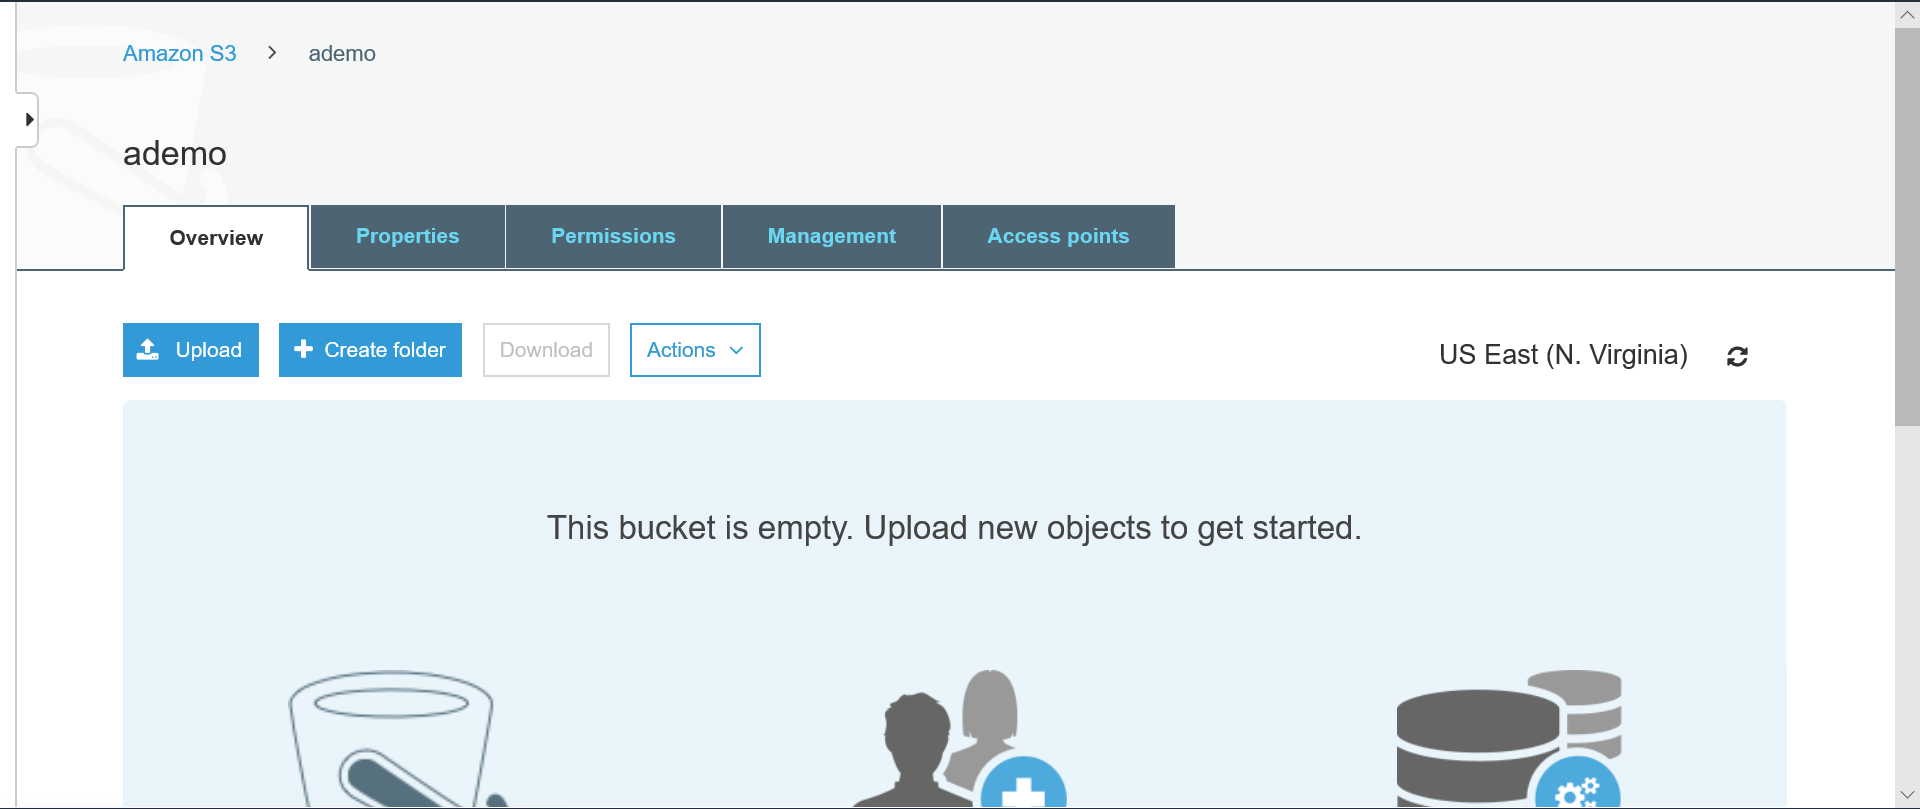 Amazon S3 > ademo
ademo
Overview Properties Permissions Management Access points
Upload Create folder Download Actions US East (N. Virginia)
This bucket is empty. Upload new objects to get started.